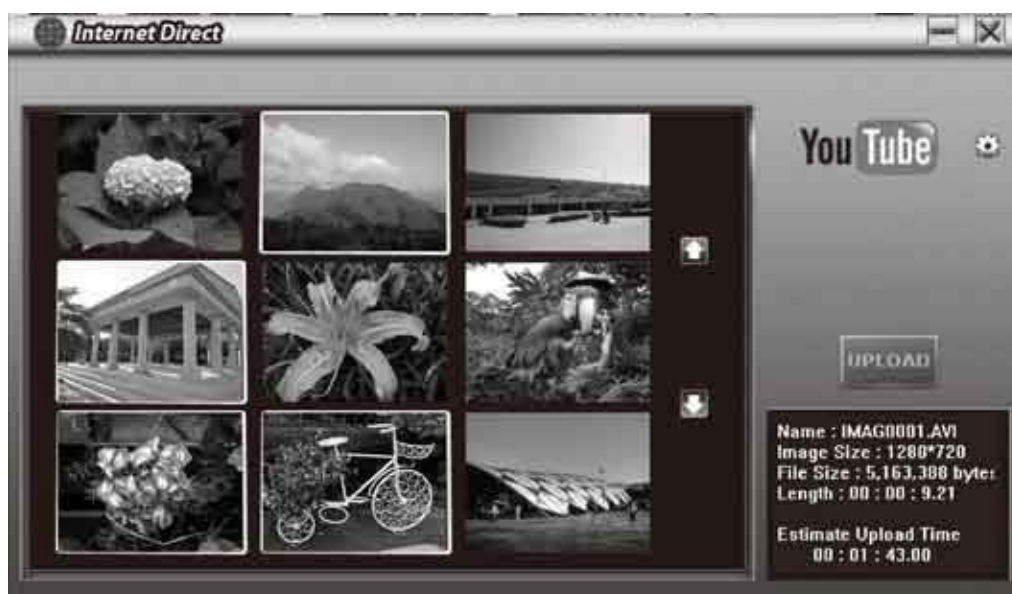 Internet Direct
You Tube
UPLOAD
Name : IMAG0001.AVI
Image Size : 1280*720
File Size : 5,163,388 bytes
Length : 00 : 00 : 9.21
Estimate Upload Time
00 : 01 : 43.00